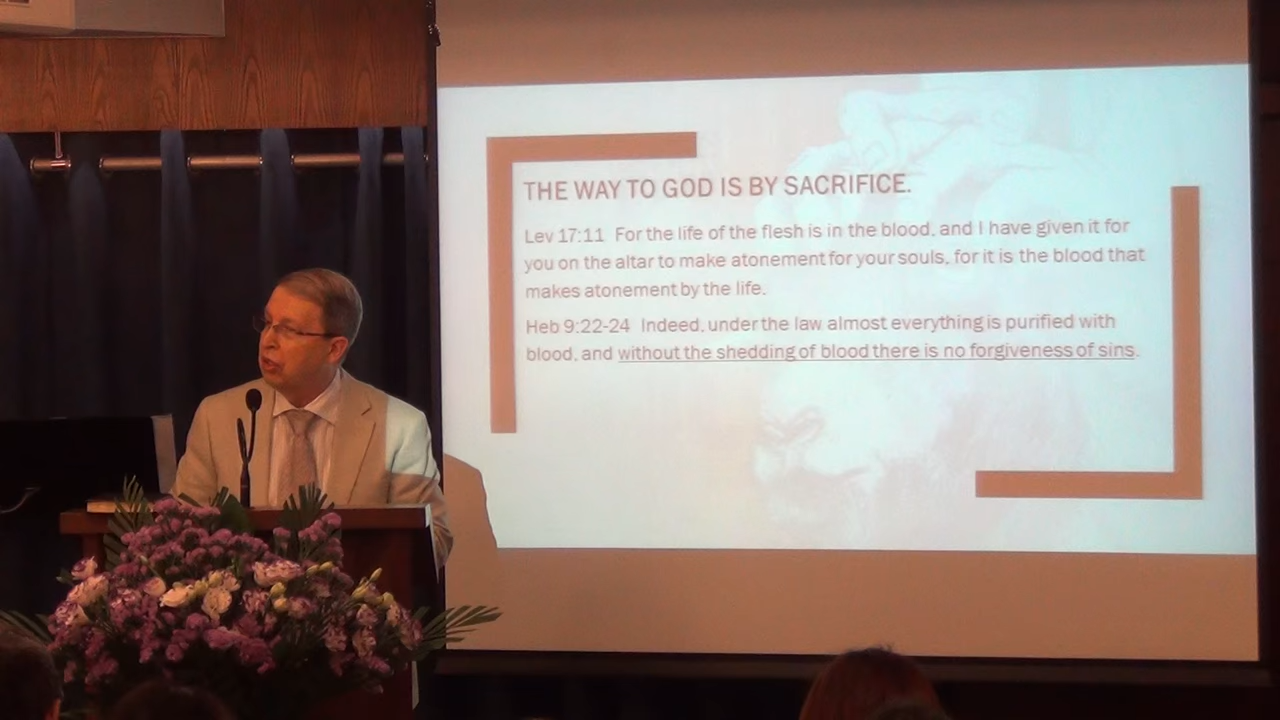 THE WAY TO GOD IS BY SACRIFICE.
Lev 17:11 For the life of the flesh is in the blood, and I have given it for
you on the altar to make atonement for your souls, for it is the blood that
makes atonement by the life.
Heb 9:22-24 Indeed, under the law almost everything is purified with
blood, and without the shedding of blood there is no forgiveness of sins.